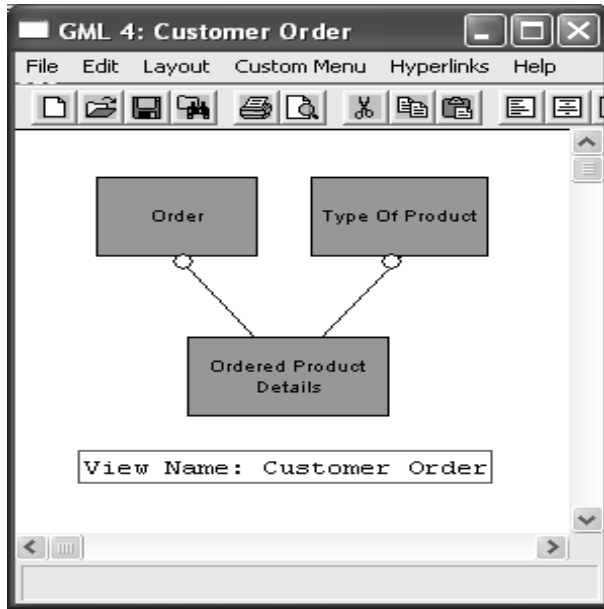 GML 4: Customer Order
File Edit Layout Custom Menu Hyperlinks Help
Order
Type Of Product
Ordered Product
Details
View Name: Customer Order